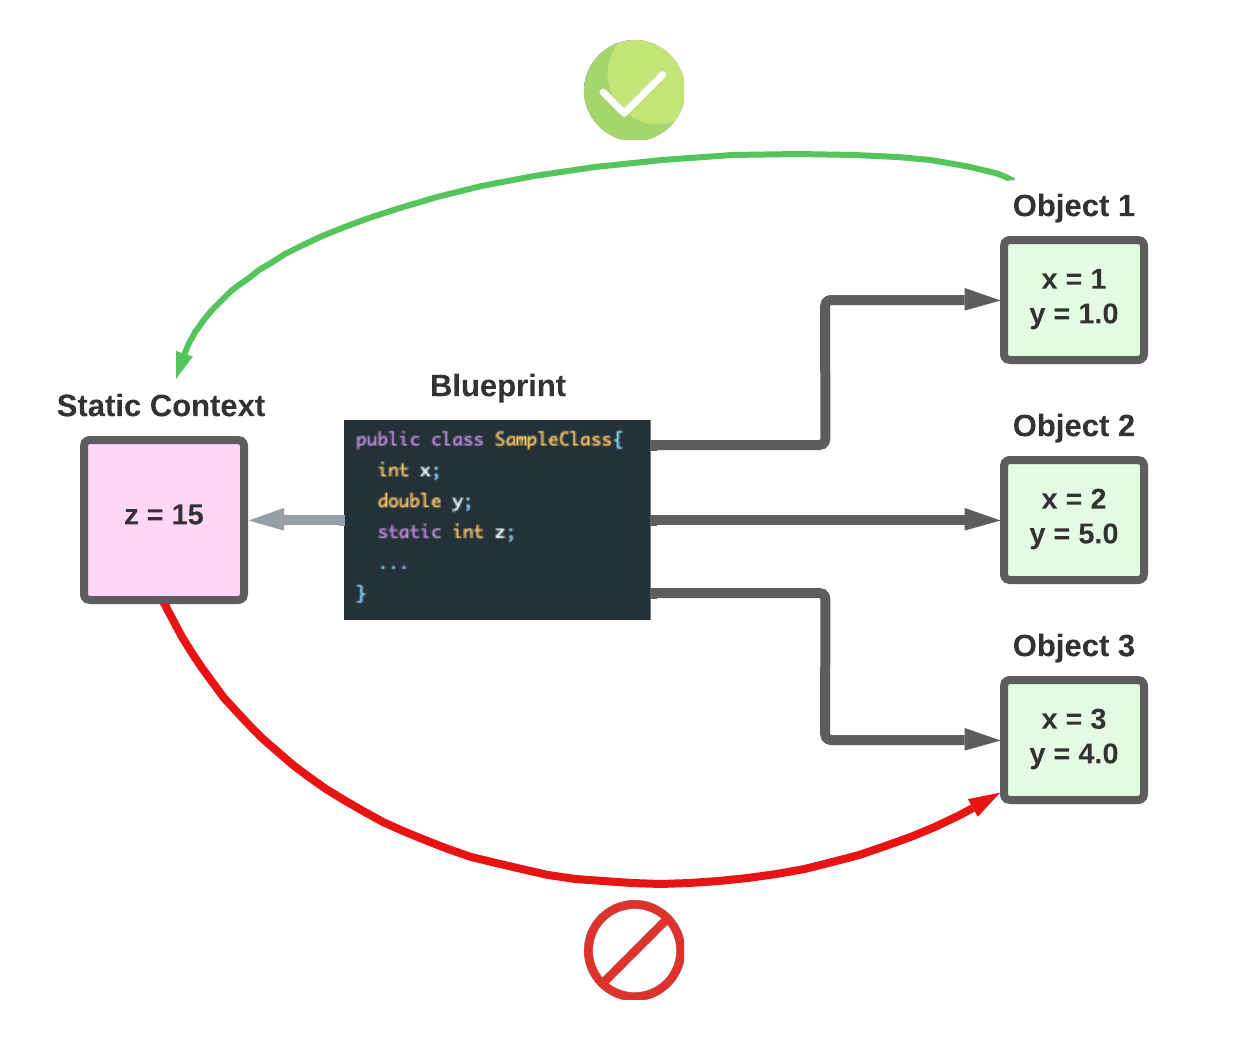 Object 1
x = 1
y = 1.0
Static Context
z = 15
Blueprint
public class SampleClass{
int x;
double y;
static int z;
...
}
Object 2
x = 2
y = 5.0
Object 3
x = 3
y = 4.0